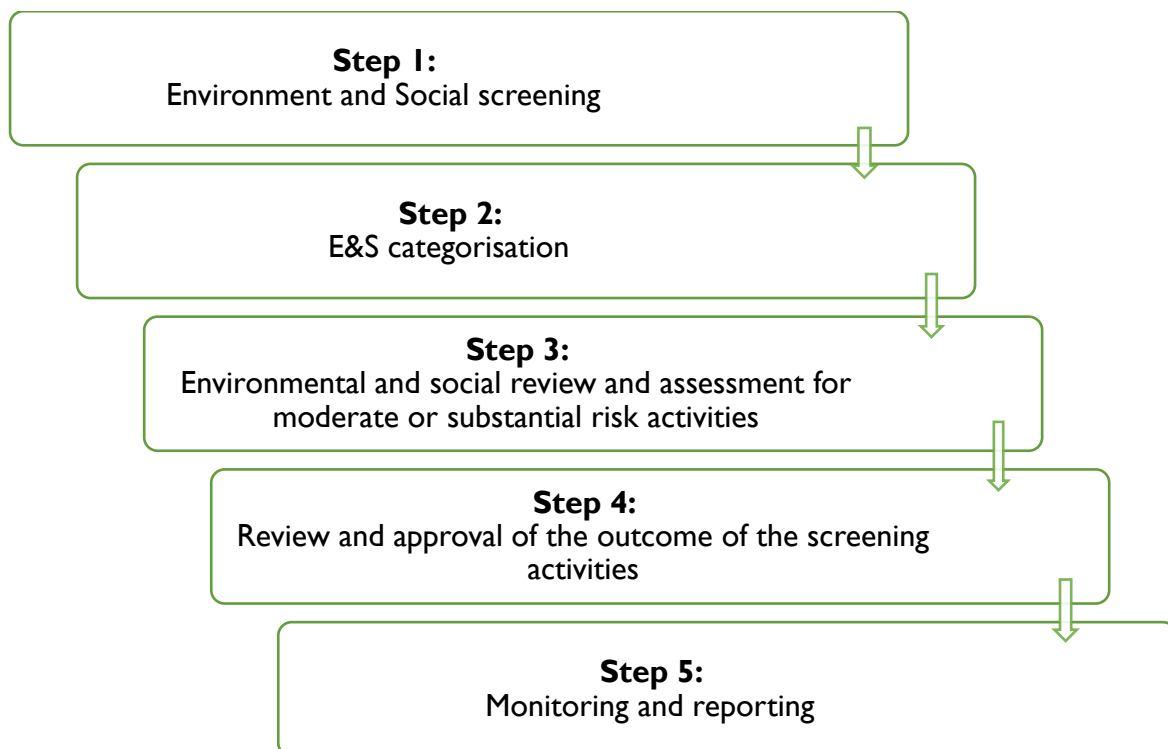 Step 1:
Environment and Social screening
Step 2:
E&S categorisation
Step 3:
Environmental and social review and assessment for
moderate or substantial risk activities
Step 4:
Review and approval of the outcome of the screening
activities
Step 5:
Monitoring and reporting